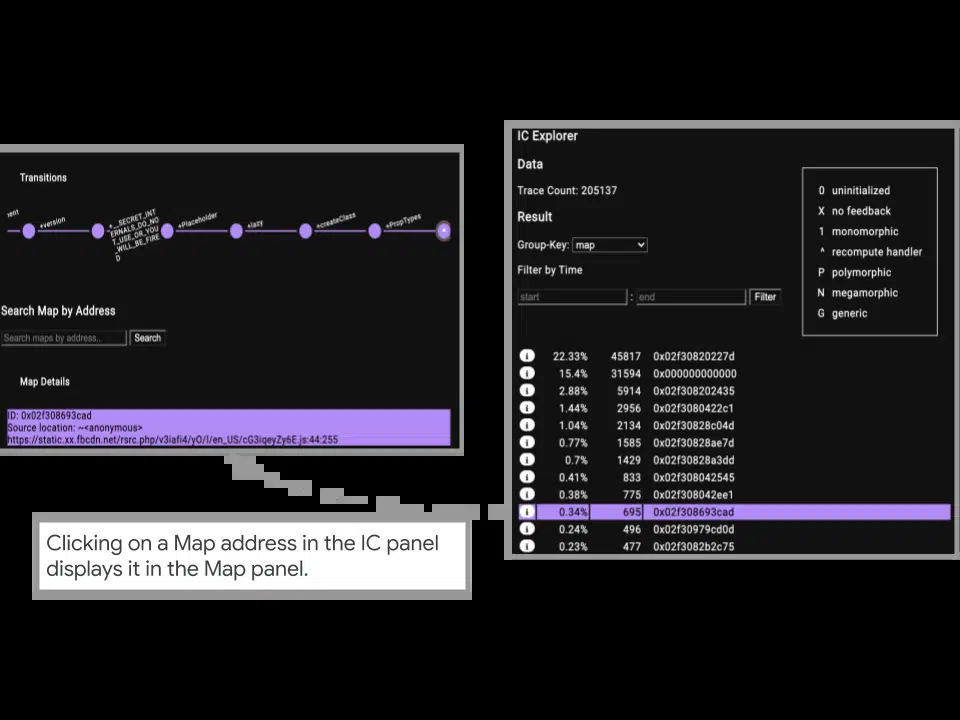 Transitions
+version
+__SECRET_INT
ERNALS_DO_NO
T_USE_OR_YOU
_WILL_BE_FIRE
D
+Placeholder
+lazy
+createClass
+PropTypes
Search Map by Address
Search maps by address..
Search
Map Details
ID: 0x02f308693cad
Source location: ~<anonymous>
https://static.xx.fbcdn.net/rsrc.php/v3iafi4/yO/l/en_US/cG3iqeyZy6E.js:44:255
Clicking on a Map address in the IC panel
displays it in the Map panel.
IC Explorer
Data
Trace Count: 205137
Result
Group-Key: map
Filter by Time
start : end Filter
0 uninitialized
X no feedback
1 monomorphic
^ recompute handler
P polymorphic
N megamorphic
G generic
22.33% 45817 0x02f30820227d
15.4% 31594 0x000000000000
2.88% 5914 0x02f308202435
1.44% 2956 0x02f3080422c1
1.04% 2134 0x02f30828c04d
0.77% 1585 0x02f30828ae7d
0.7% 1429 0x02f30828a3dd
0.41% 833 0x02f308042545
0.38% 775 0x02f308042ee1
0.34% 695 0x02f308693cad
0.24% 496 0x02f30979cd0d
0.23% 477 0x02f3082b2c75